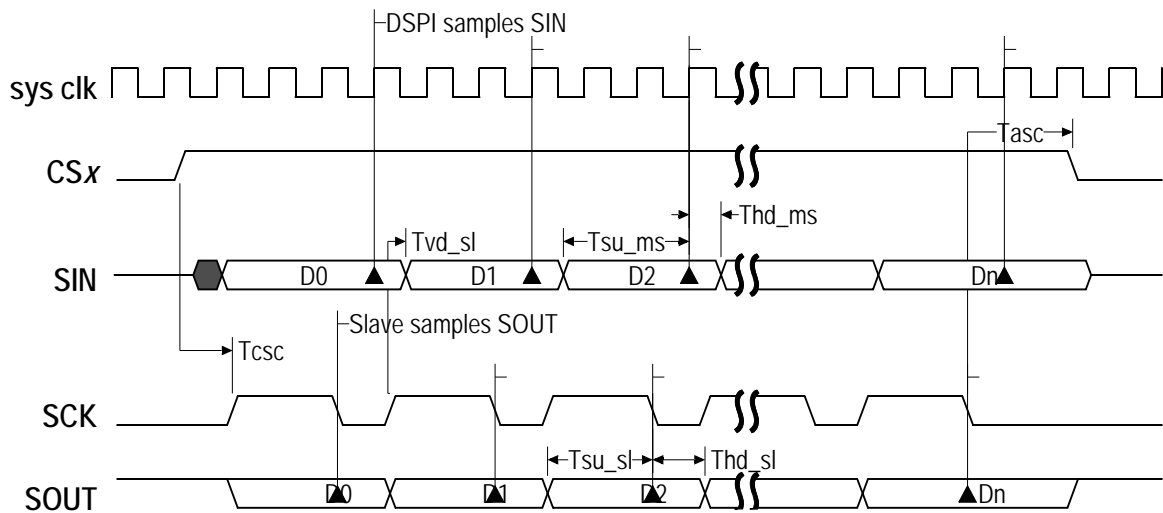 DSPI samples SIN
sys clk
Tasc
CSx
Thd_ms
Tvd_sl
Tsu_ms
SIN
D0
D1
D2
Dn
Slave samples SOUT
Tcsc
SCK
Tsu_sl
Thd_sl
SOUT
D0
D1
D2
Dn